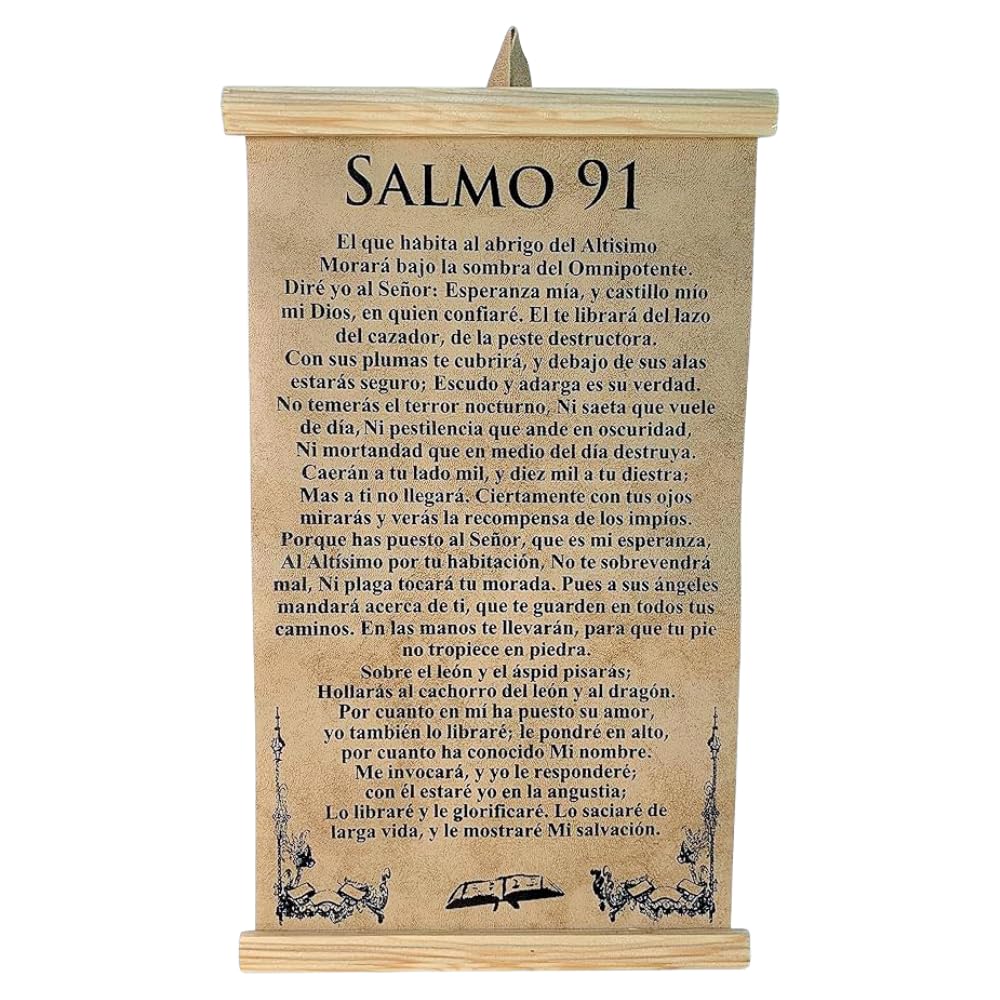 SALMO 91
El que habita al abrigo del Altisimo
Morará bajo la sombra del Omnipotente.
Diré yo al Señor: Esperanza mía, y castillo mío
mi Dios, en quien confiaré. El te librará del lazo
del cazador, de la peste destructora.
Con sus plumas te cubrirá, y debajo de sus alas
estarás seguro; Escudo y adarga es su verdad.
No temerás el terror nocturno, Ni saeta que vuele
de día, Ni pestilencia que ande en oscuridad,
Ni mortandad que en medio del día destruya.
Caerán a tu lado mil, y diez mil a tu diestra;
Mas a ti no llegará. Ciertamente con tus ojos
mirarás y verás la recompensa de los impíos.
Porque has puesto al Señor, que es mi esperanza,
Al Altísimo por tu habitación, No te sobrevendrá
mal, Ni plaga tocará tu morada. Pues a sus ángeles
mandará acerca de ti, que te guarden en todos tus
caminos. En las manos te llevarán, para que tu pie
no tropiece en piedra.
Sobre el león y el áspid pisarás;
Hollarás al cachorro del león y al dragón.
Por cuanto en mí ha puesto su amor,
yo también lo libraré; le pondré en alto,
por cuanto ha conocido Mi nombre.
Me invocará, y yo le responderé;
con él estaré yo en la angustia;
Lo libraré y le glorificaré. Lo saciaré de
larga vida, y le mostraré Mi salvación.